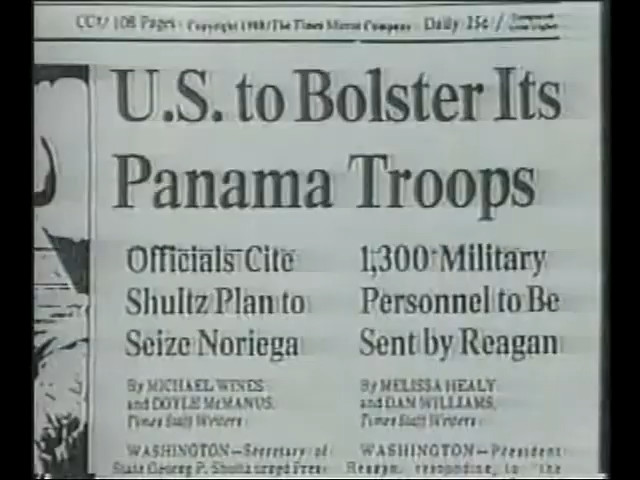 CC†/ 108 Pages
Copyright 1988/The Times Mirror Company
Daily 25¢/
U.S. to Bolster Its
Panama Troops
Officials Cite
Shultz Plan to
Seize Noriega
By MICHAEL WINES
and DOYLE McMANUS,
Times Staff Writers
WASHINGTON—Secretary of
State George P. Shultz urged Pres-
1,300 Military
Personnel to Be
Sent by Reagan
By MELISSA HEALY
and DAN WILLIAMS,
Times Staff Writers
WASHINGTON—President
Reagan, responding to the